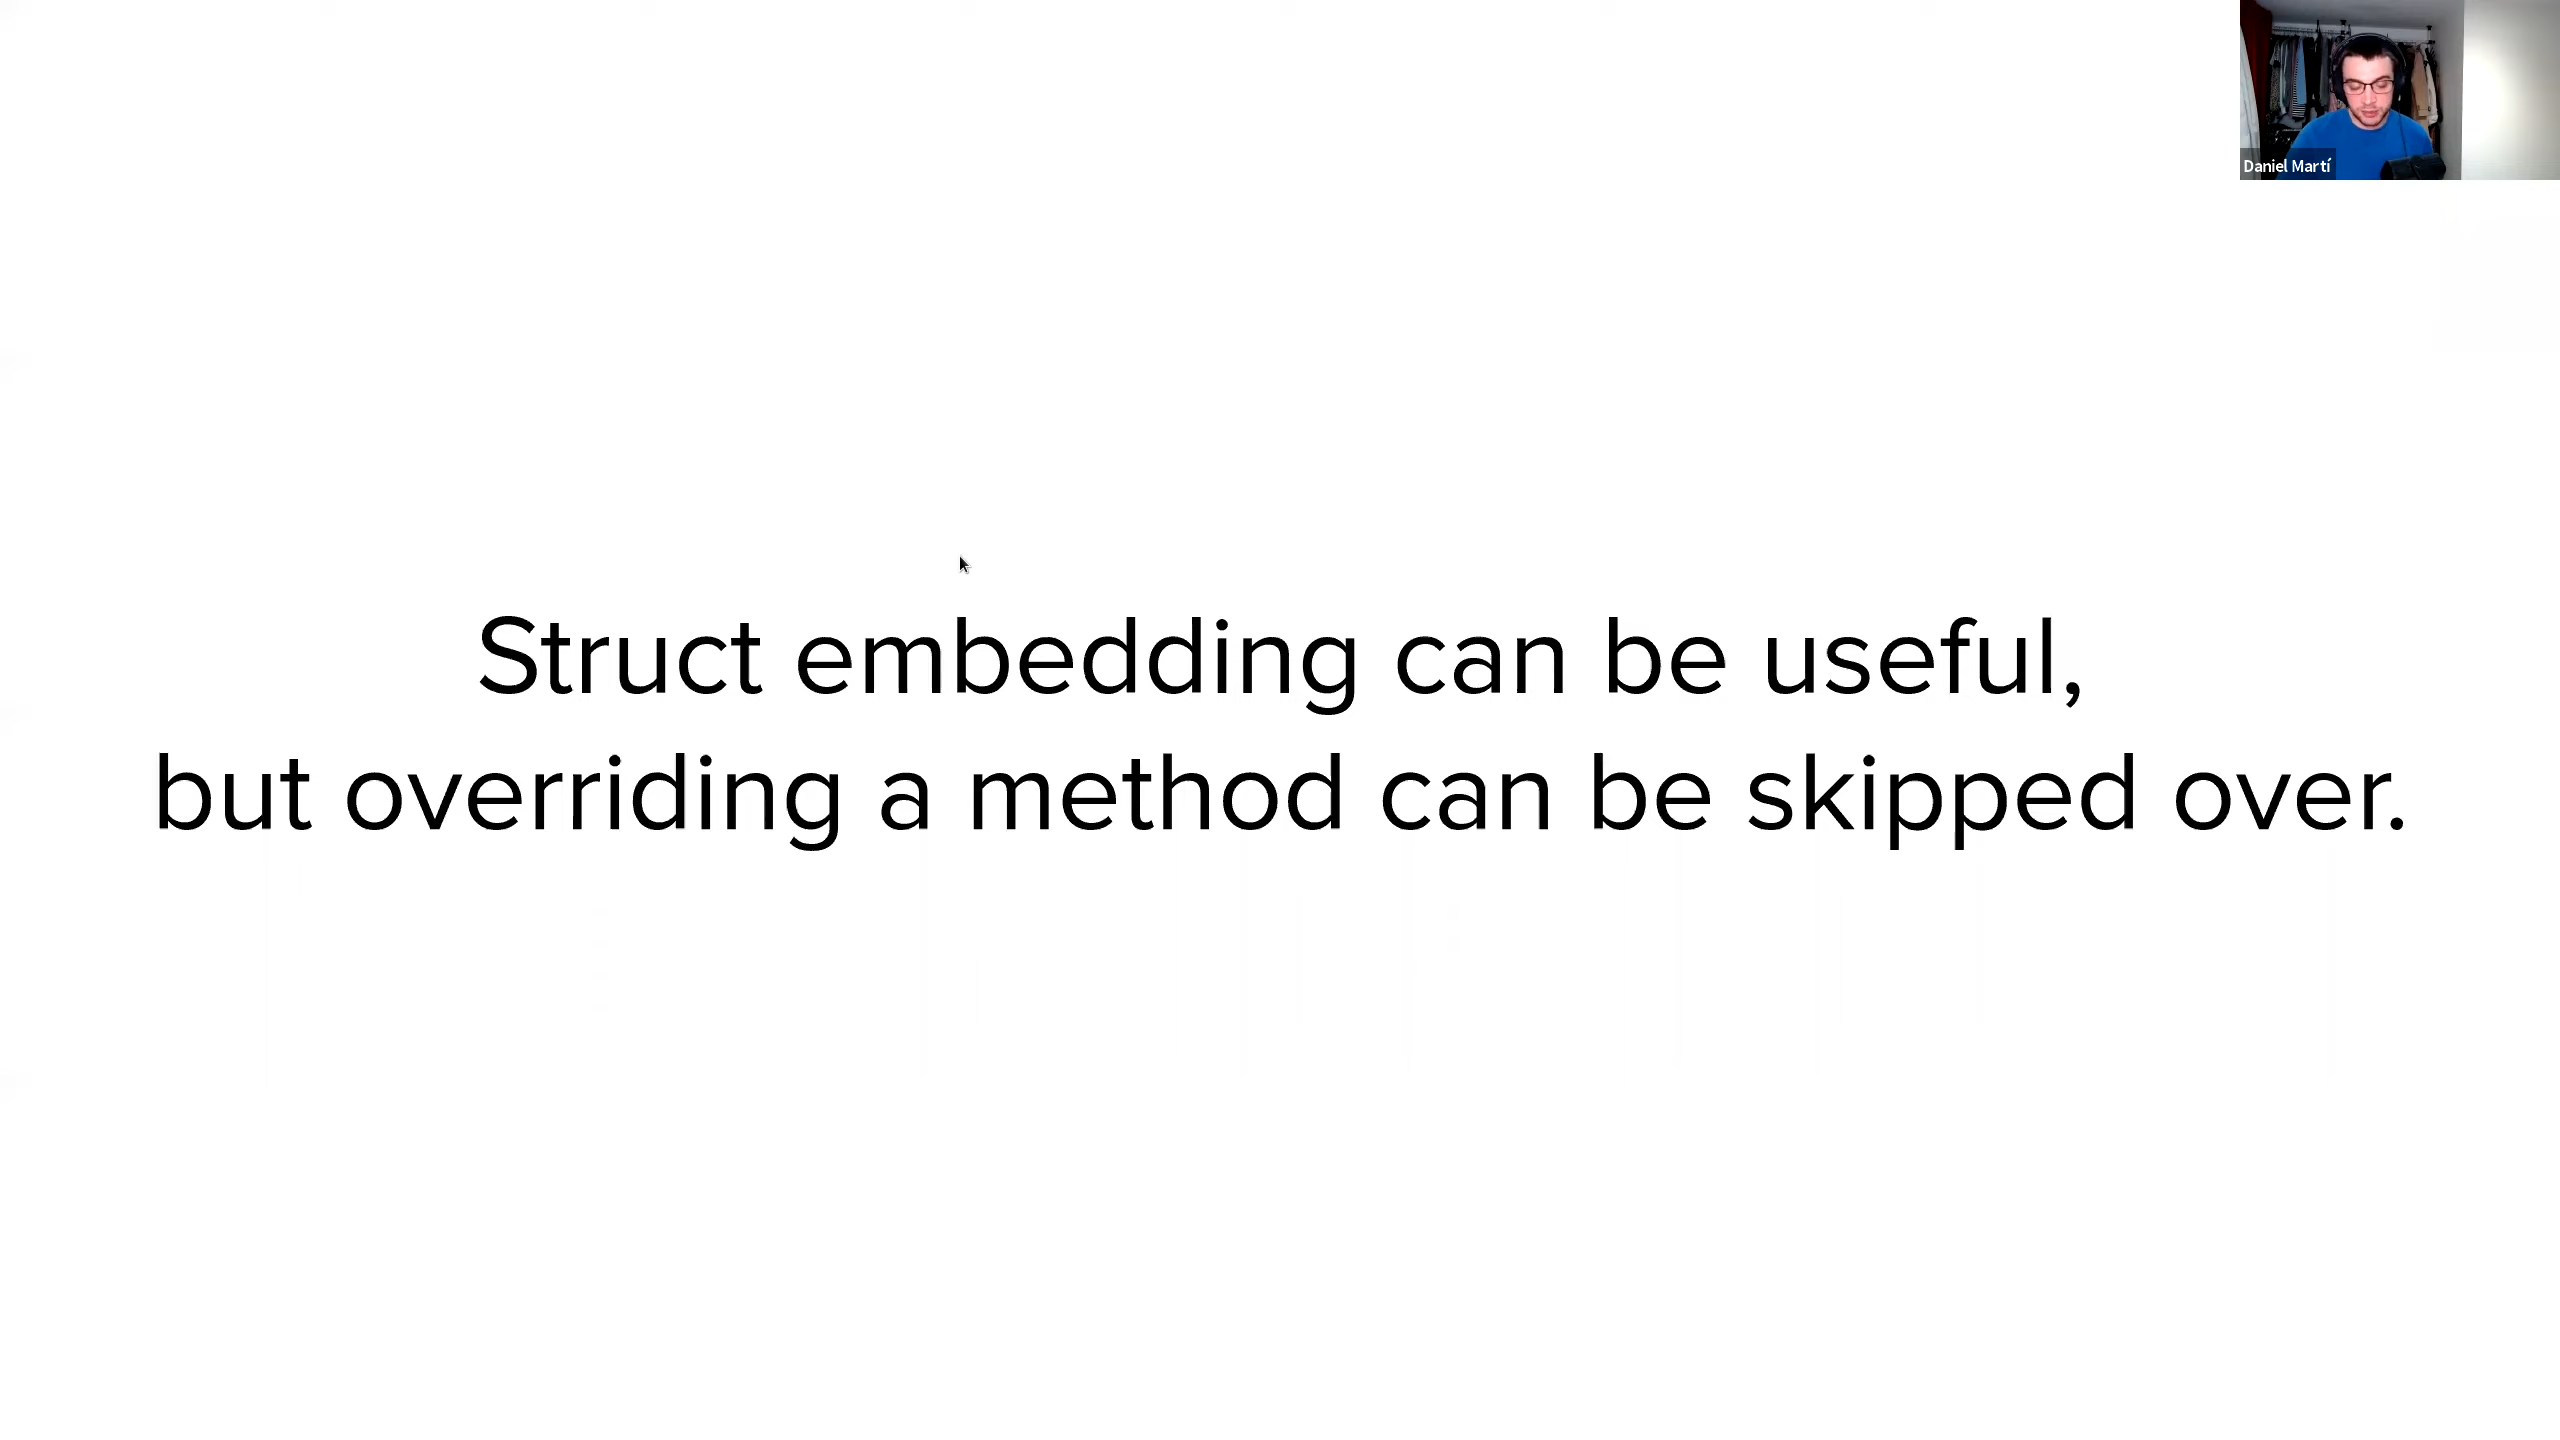 Daniel Martí
Struct embedding can be useful,
but overriding a method can be skipped over.